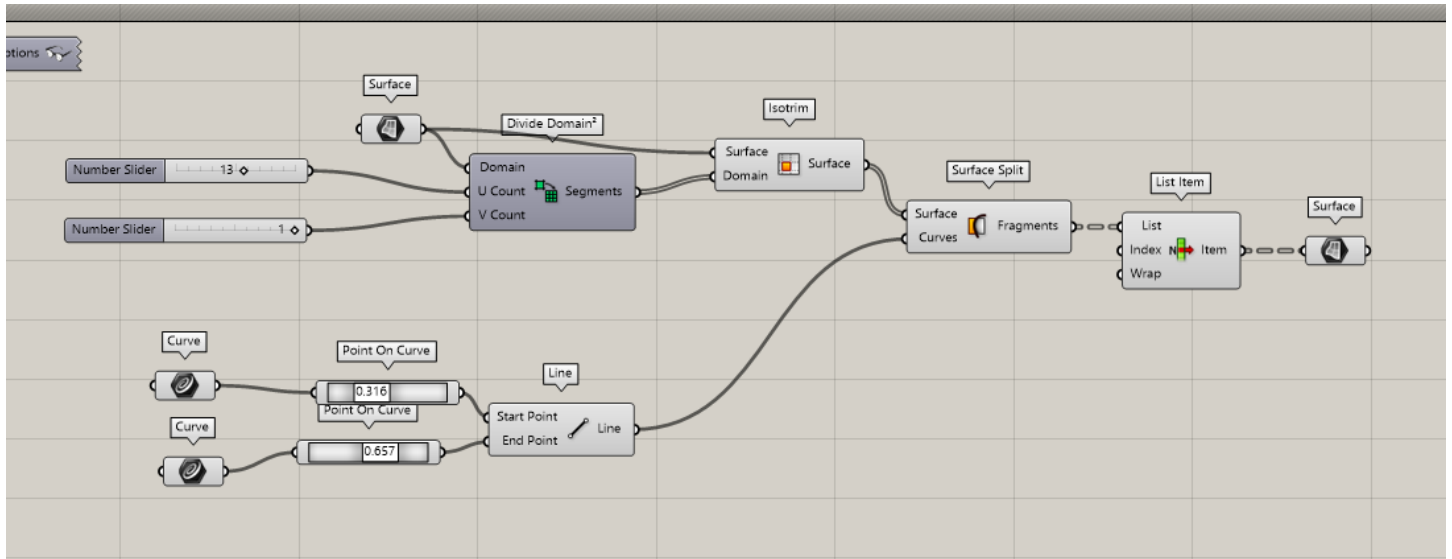 otions
Surface
Divide Domain²
Isotrim
Number Slider 13
Domain
U Count Segments
V Count
Number Slider 1
Surface
Domain Surface
Surface Split
Surface
Curves Fragments
List Item
List
Index N Item
Wrap
Surface
Curve
Point On Curve
0.316
Curve
Point On Curve
0.657
Line
Start Point
End Point Line